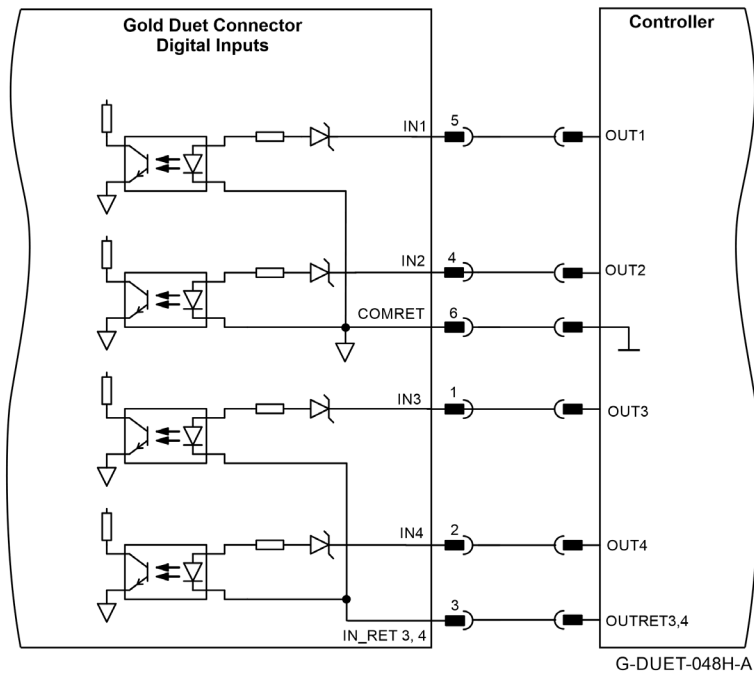 Gold Duet Connector
Digital Inputs
Controller
IN1
5
OUT1
IN2
4
OUT2
COMRET
6
IN3
1
OUT3
IN4
2
OUT4
IN_RET 3, 4
3
OUTRET3,4
G-DUET-048H-A